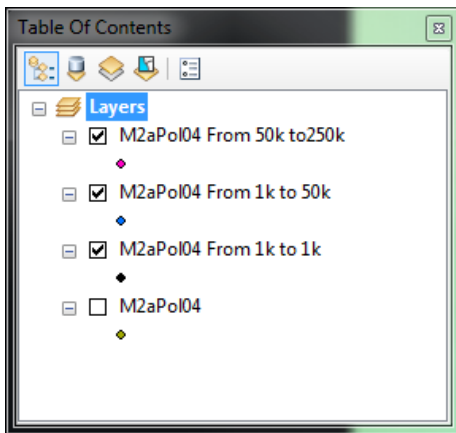 Table Of Contents
Layers
M2aPol04 From 50k to250k
M2aPol04 From 1k to 50k
M2aPol04 From 1k to 1k
M2aPol04